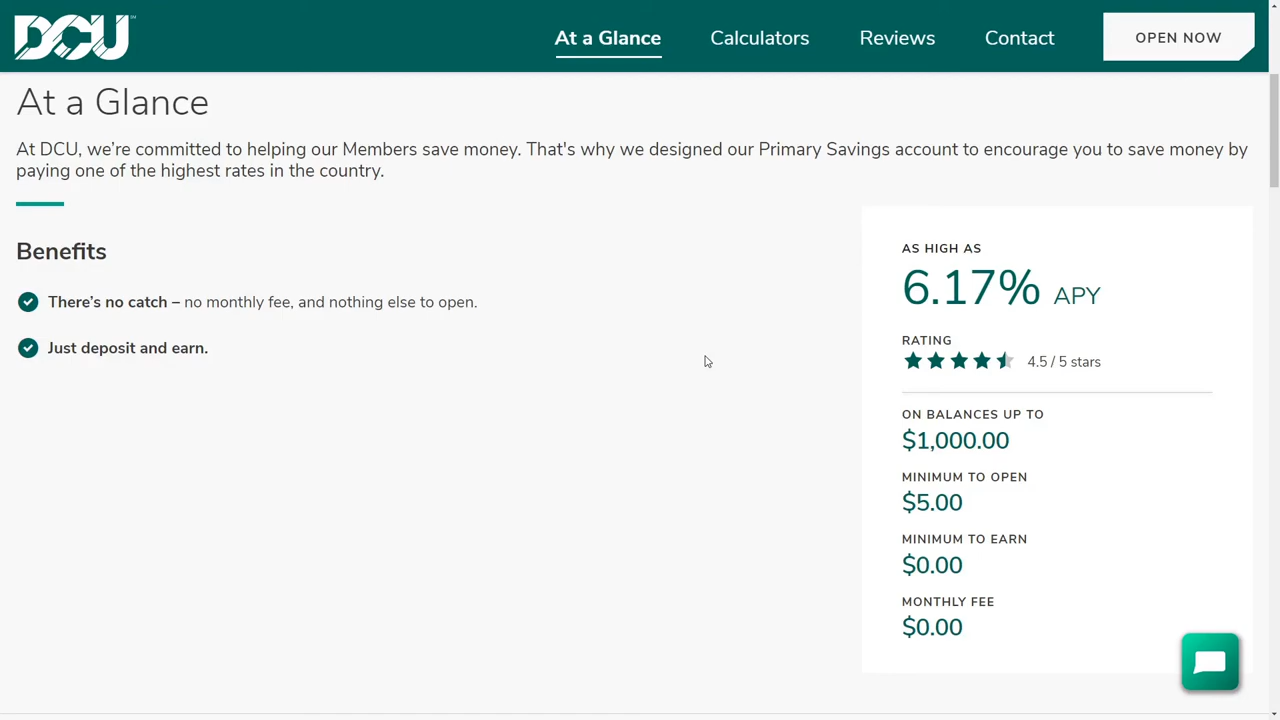 DCU™
At a Glance
Calculators
Reviews
Contact
OPEN NOW
At a Glance
At DCU, we’re committed to helping our Members save money. That's why we designed our Primary Savings account to encourage you to save money by
paying one of the highest rates in the country.
Benefits
There’s no catch – no monthly fee, and nothing else to open.
Just deposit and earn.
AS HIGH AS
6.17% APY
RATING
4.5 / 5 stars
ON BALANCES UP TO
$1,000.00
MINIMUM TO OPEN
$5.00
MINIMUM TO EARN
$0.00
MONTHLY FEE
$0.00